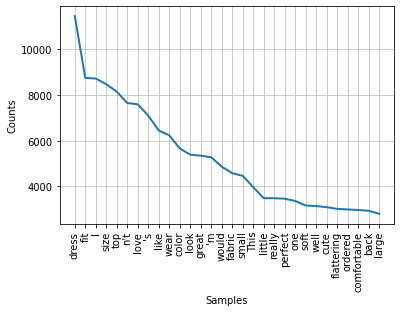 10000
8000
6000
4000
Counts
dress
fit
I
size
top
n't
love
's
like
wear
color
look
great
'm
would
fabric
small
This
little
really
perfect
one
soft
well
cute
flattering
ordered
comfortable
back
large
Samples